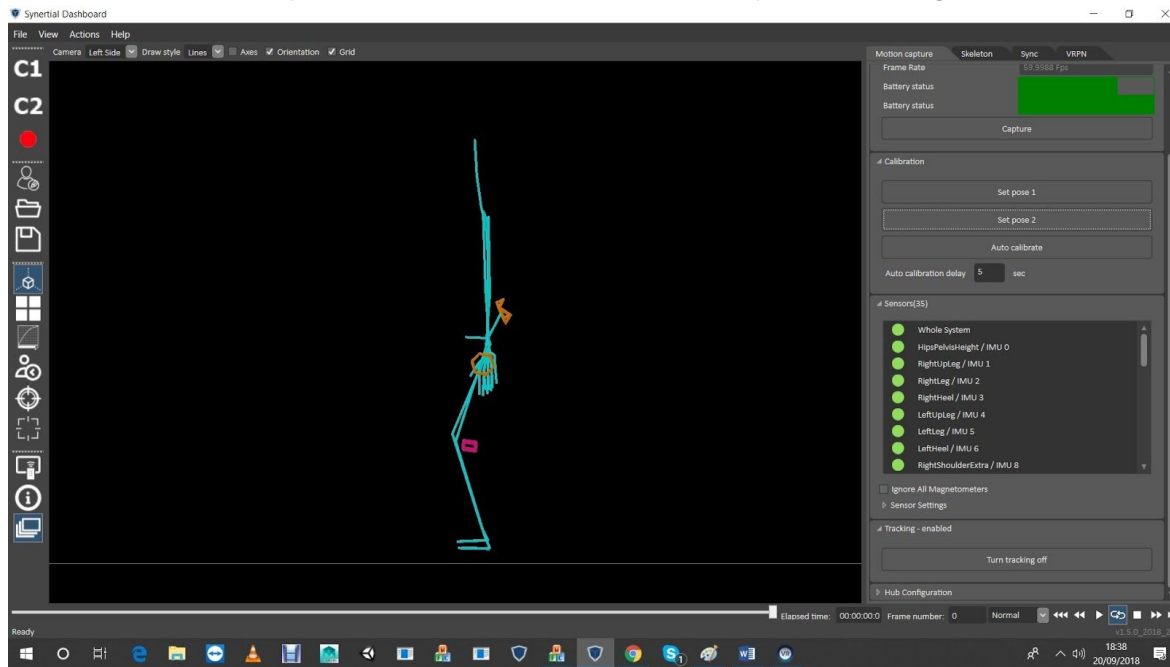 Synertial Dashboard
File View Actions Help
Camera Left Side Draw style Lines Axes Orientation Grid
Motion capture Skeleton Sync VRPN
C1
C2
Frame Rate 59,9988 Fps
Battery status
Battery status
Capture
Calibration
Set pose 1
Set pose 2
Auto calibrate
Auto calibration delay 5 sec
Sensors(35)
Whole System
HipsPelvisHeight / IMU 0
RightUpLeg / IMU 1
RightLeg / IMU 2
RightHeel / IMU 3
LeftUpLeg / IMU 4
LeftLeg / IMU 5
LeftHeel / IMU 6
RightShoulderExtra / IMU 8
Ignore All Magnetometers
Sensor Settings
Tracking - enabled
Turn tracking off
Hub Configuration
Elapsed time: 00:00:00:0 Frame number: 0 Normal
Ready
v1.5.0_2018_2
18:38
20/09/2018